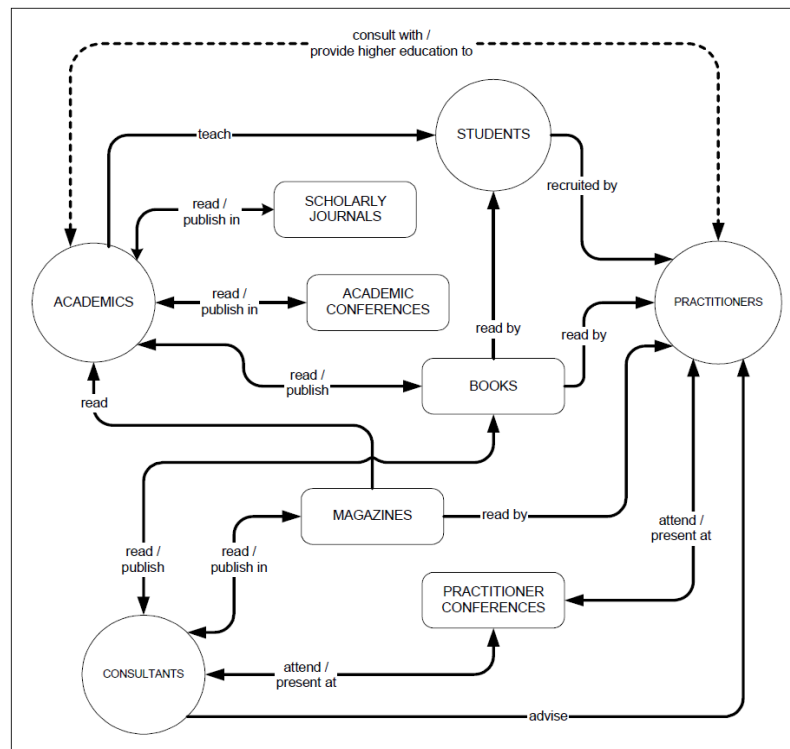 consult with /
provide higher education to
teach
STUDENTS
recruited by
read /
publish in
SCHOLARLY
JOURNALS
ACADEMICS
read /
publish in
ACADEMIC
CONFERENCES
PRACTITIONERS
read by
read by
read /
publish
BOOKS
read
MAGAZINES
read by
attend /
present at
read /
publish
read /
publish in
PRACTITIONER
CONFERENCES
CONSULTANTS
attend /
present at
advise